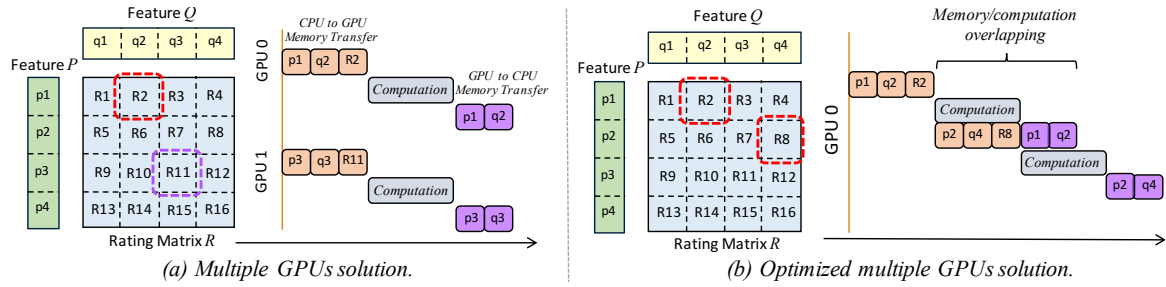 Feature Q
q1 q2 q3 q4
Feature P
p1
p2
p3
p4
R1 R2 R3 R4
R5 R6 R7 R8
R9 R10 R11 R12
R13 R14 R15 R16
Rating Matrix R
CPU to GPU
Memory Transfer
GPU 0
p1 q2 R2
Computation
GPU to CPU
Memory Transfer
p1 q2
GPU 1
p3 q3 R11
Computation
p3 q3
(a) Multiple GPUs solution.
Feature Q
q1 q2 q3 q4
Feature P
p1
p2
p3
p4
R1 R2 R3 R4
R5 R6 R7 R8
R9 R10 R11 R12
R13 R14 R15 R16
Rating Matrix R
Memory/computation
overlapping
GPU 0
p1 q2 R2
Computation
p2 q4 R8 p1 q2
Computation
p2 q4
(b) Optimized multiple GPUs solution.